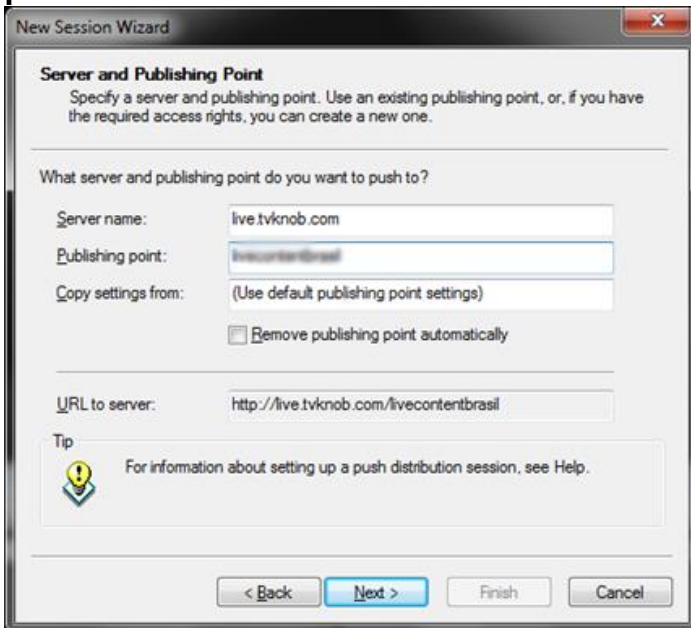 New Session Wizard
Server and Publishing Point
Specify a server and publishing point. Use an existing publiishing point, or, if you have
the required access rights, you can create a new one.
What server and publishing point do you want to push to?
Server name: live.tvknob.com
Publishing point:
Copy settings from: (Use default publishing point settings)
Remove publishing point automatically
URL to server: http://live.tvknob.com/livecontentbrasil
Tip
For information about setting up a push distribution session, see Help.
< Back Next > Finish Cancel